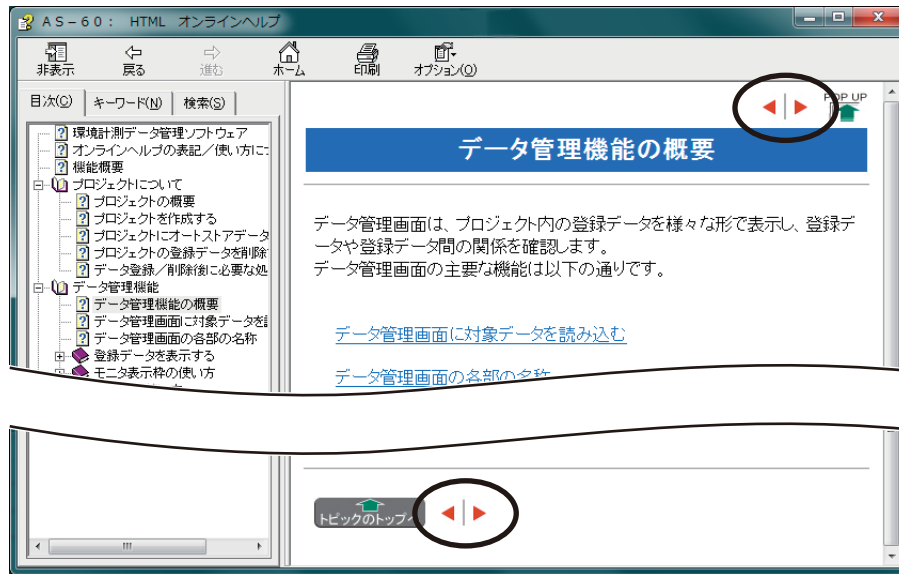 AS-60: HTML オンラインヘルプ
非表示 戻る 進む ホーム 印刷 オプション(O)
目次(C) キーワード(N) 検索(S)
環境計測データ管理ソフトウェア
オンラインヘルプの表記/使い方に
機能概要
プロジェクトについて
プロジェクトの概要
プロジェクトを作成する
プロジェクトにオートストアデータ
プロジェクトの登録データを削除
データ登録/削除後に必要な処
データ管理機能
データ管理機能の概要
データ管理画面に対象データを
データ管理画面の各部の名称
登録データを表示する
モニタ表示枠の使い方
POP UP
データ管理機能の概要
データ管理画面は、プロジェクト内の登録データを様々な形で表示し、登録デ
ータや登録データ間の関係を確認します。
データ管理画面の主要な機能は以下の通りです。
データ管理画面に対象データを読み込む
データ管理画面の各部の名称
トピックのトップへ